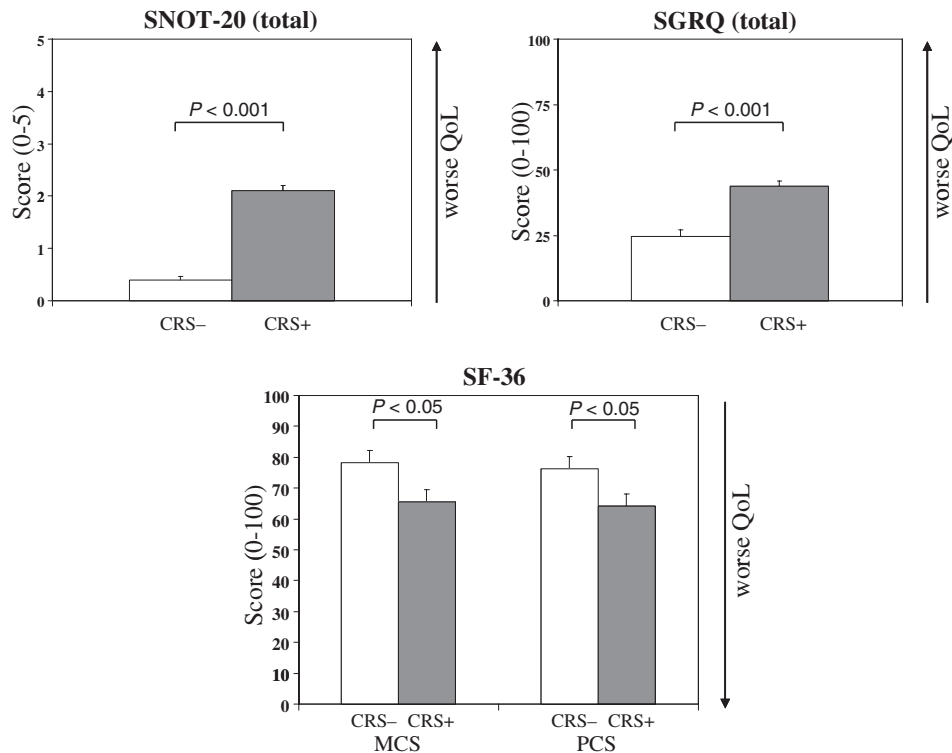 SNOT-20 (total)
5
4
3
2
1
0
Score (0-5)
P < 0.001
CRS– CRS+
worse QoL
SGRQ (total)
100
75
50
25
0
Score (0-100)
P < 0.001
CRS– CRS+
worse QoL
SF-36
100
90
80
70
60
50
40
30
20
10
0
Score (0-100)
P < 0.05
P < 0.05
CRS– CRS+ CRS– CRS+
MCS PCS
worse QoL